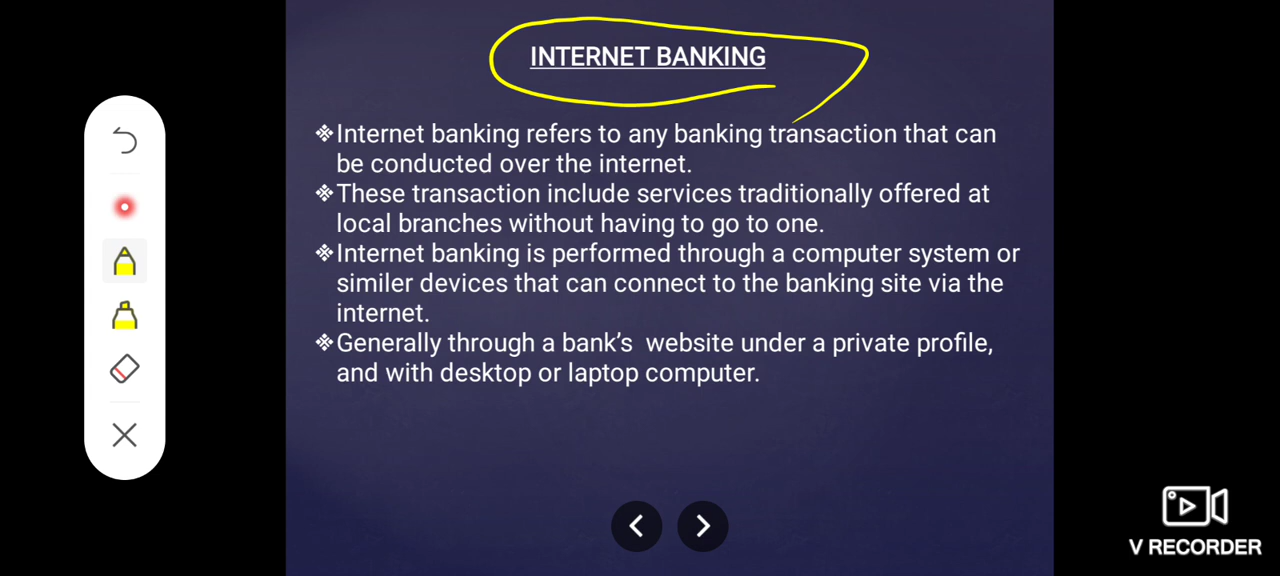 INTERNET BANKING
❖Internet banking refers to any banking transaction that can
be conducted over the internet.
❖These transaction include services traditionally offered at
local branches without having to go to one.
❖Internet banking is performed through a computer system or
similer devices that can connect to the banking site via the
internet.
❖Generally through a bank’s  website under a private profile,
and with desktop or laptop computer.
V RECORDER